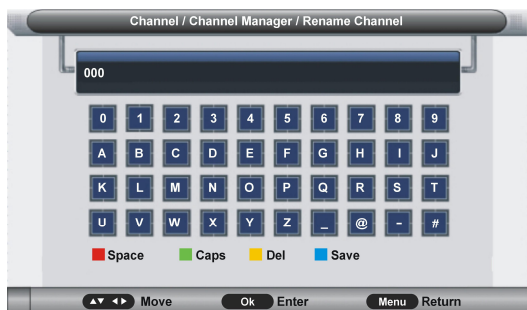 Channel / Channel Manager / Rename Channel
000
0 1 2 3 4 5 6 7 8 9
A B C D E F G H I J
K L M N O P Q R S T
U V W X Y Z _ @ - #
Space Caps Del Save
▲▼ ◀▶ Move Ok Enter Menu Return